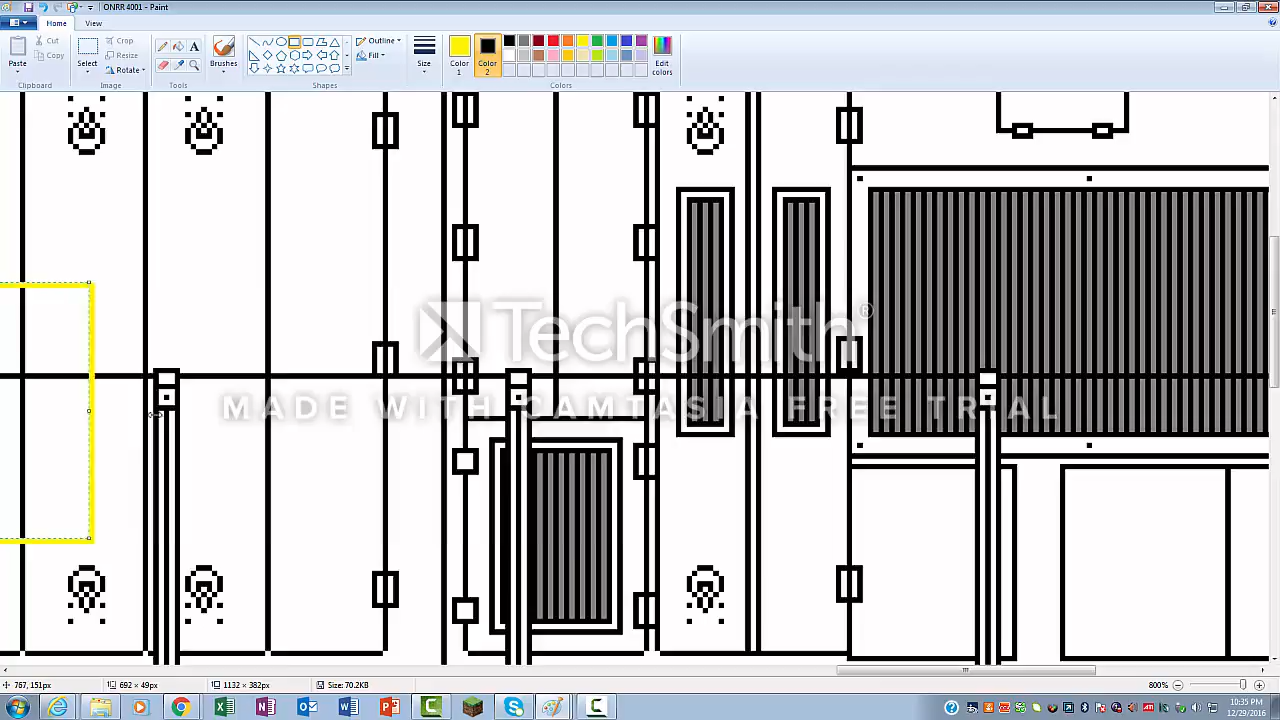 ONRR 4001 - Paint
Home View
Paste Cut Copy
Clipboard
Select Crop Resize Rotate
Image
A
Tools
Brushes
Outline Fill
Shapes
Size
Color 1
Color 2
Edit colors
Colors
TechSmith®
MADE WITH CAMTASIA FREE TRIAL
767, 151px
692 × 49px
1132 × 382px
Size: 70.2KB
800%
10:35 PM
12/29/2016